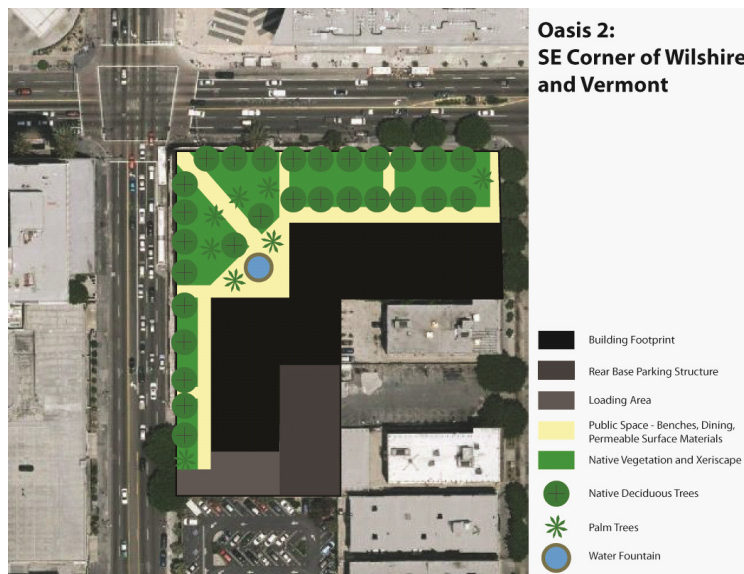 Oasis 2:
SE Corner of Wilshire
and Vermont
Building Footprint
Rear Base Parking Structure
Loading Area
Public Space - Benches, Dining,
Permeable Surface Materials
Native Vegetation and Xeriscape
Native Deciduous Trees
Palm Trees
Water Fountain